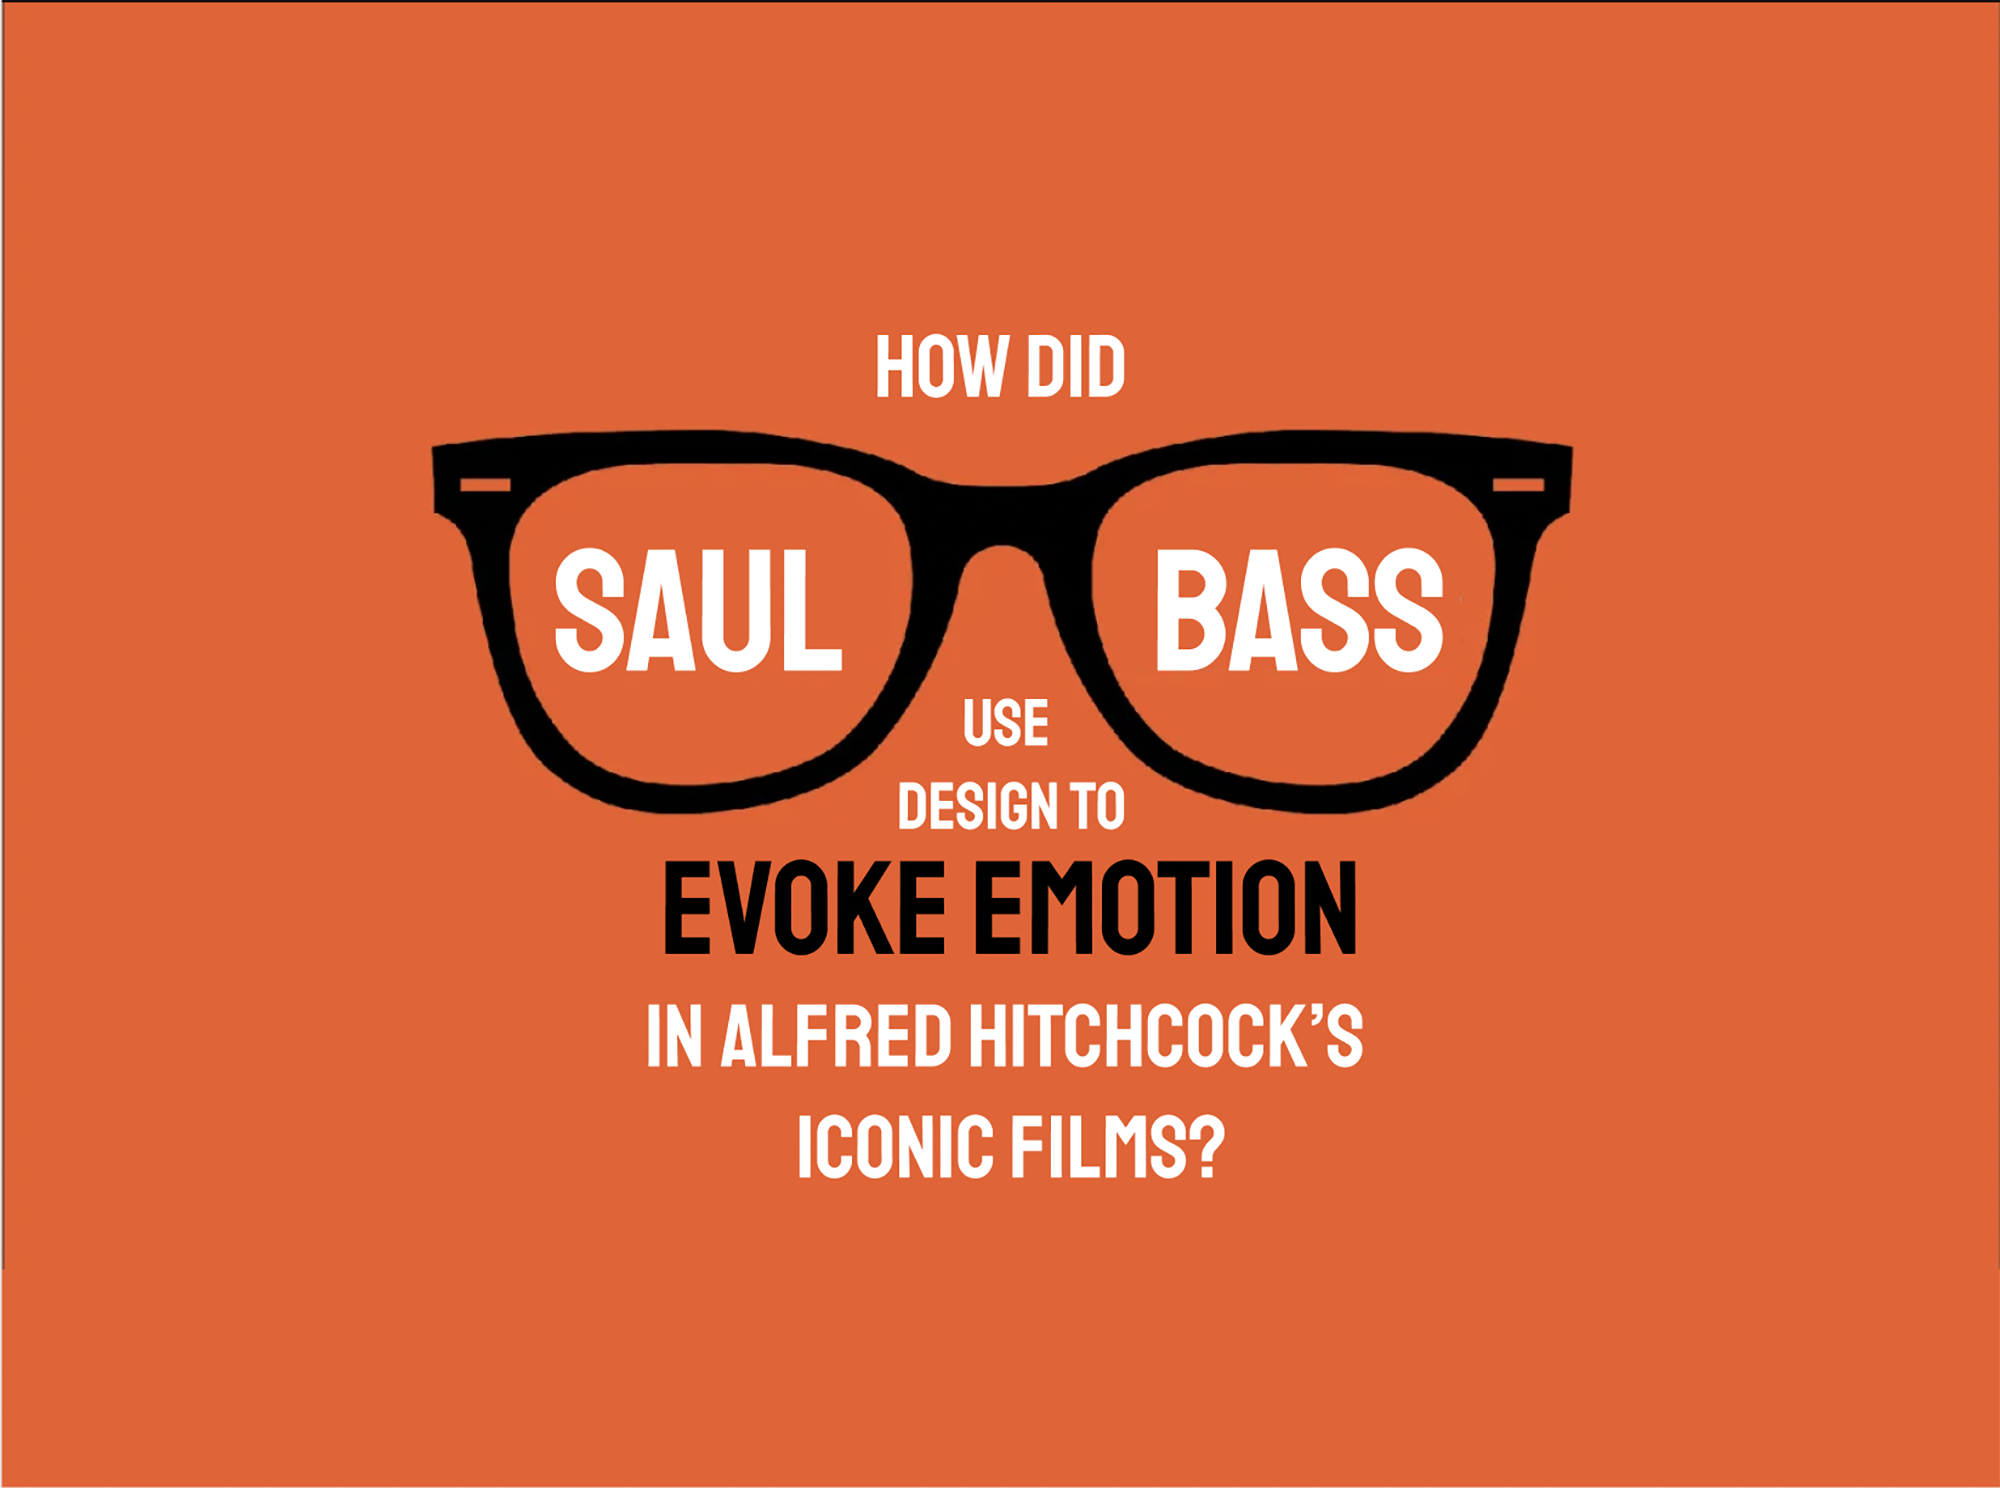 HOW DID
SAUL BASS
USE
DESIGN TO
EVOKE EMOTION
IN ALFRED HITCHCOCK’S
ICONIC FILMS?